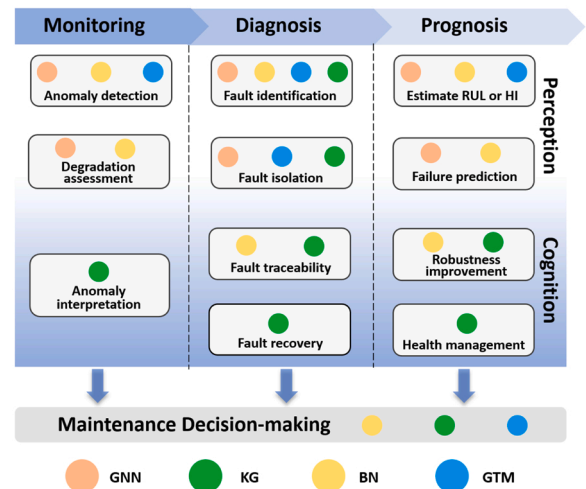 Monitoring
Diagnosis
Prognosis
Anomaly detection
Fault identification
Estimate RUL or HI
Perception
Degradation
assessment
Fault isolation
Failure prediction
Cognition
Anomaly
interpretation
Fault traceability
Robustness
improvement
Fault recovery
Health management
Maintenance Decision-making
GNN
KG
BN
GTM